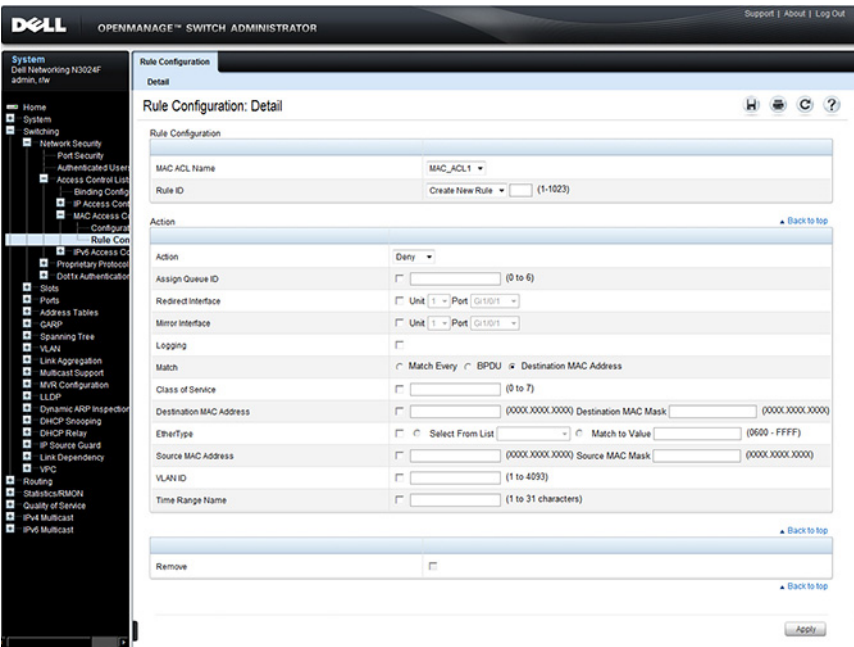 Support | About | Log Out
DELL OPENMANAGE™ SWITCH ADMINISTRATOR
System
Dell Networking N3024F
admin, r/w
Home
System
Switching
Network Security
Port Security
Authenticated User
Access Control List
Binding Config
IP Access Cont
MAC Access C
Configurat
Rule Con
IPv6 Access Co
Proprietary Protocol
Dot1x Authentication
Slots
Ports
Address Tables
GARP
Spanning Tree
VLAN
Link Aggregation
Multicast Support
MVR Configuration
LLDP
Dynamic ARP Inspection
DHCP Snooping
DHCP Relay
IP Source Guard
Link Dependency
VPC
Routing
Statistics/RMON
Quality of Service
IPv4 Multicast
IPv6 Multicast
Rule Configuration
Detail
Rule Configuration: Detail
Rule Configuration
MAC ACL Name MAC_ACL1
Rule ID Create New Rule (1-1023)
Action Back to top
Action Deny
Assign Queue ID (0 to 6)
Redirect Interface Unit 1 Port Gi1/0/1
Mirror Interface Unit 1 Port Gi1/0/1
Logging
Match Match Every BPDU Destination MAC Address
Class of Service (0 to 7)
Destination MAC Address (XXXX.XXXX.XXXX) Destination MAC Mask (XXXX.XXXX.XXXX)
EtherType Select From List Match to Value (0600 - FFFF)
Source MAC Address (XXXX.XXXX.XXXX) Source MAC Mask (XXXX.XXXX.XXXX)
VLAN ID (1 to 4093)
Time Range Name (1 to 31 characters)
Back to top
Remove
Back to top
Apply